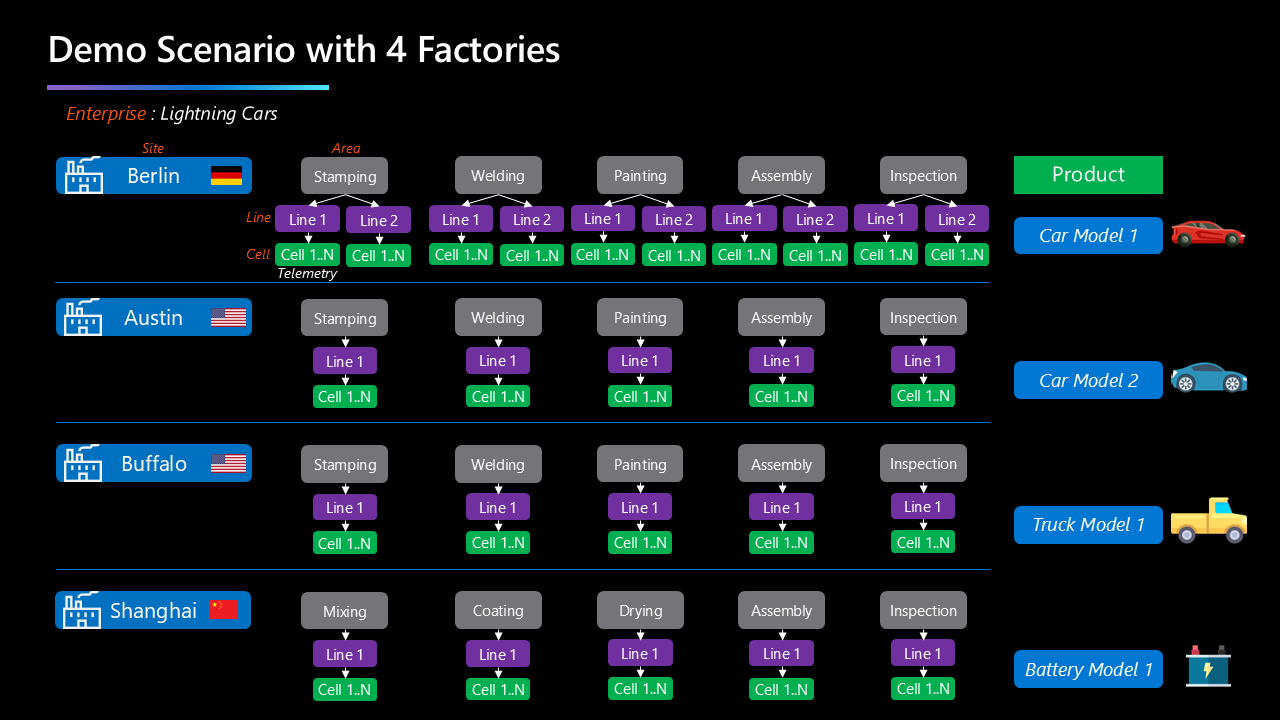 Demo Scenario with 4 Factories
Enterprise : Lightning Cars
Site
Area
Berlin
Stamping
Welding
Painting
Assembly
Inspection
Product
Line
Line 1
Line 2
Line 1
Line 2
Line 1
Line 2
Line 1
Line 2
Line 1
Line 2
Car Model 1
Cell
Cell 1..N
Cell 1..N
Cell 1..N
Cell 1..N
Cell 1..N
Cell 1..N
Cell 1..N
Cell 1..N
Cell 1..N
Cell 1..N
Telemetry
Austin
Stamping
Welding
Painting
Assembly
Inspection
Line 1
Line 1
Line 1
Line 1
Line 1
Car Model 2
Cell 1..N
Cell 1..N
Cell 1..N
Cell 1..N
Cell 1..N
Buffalo
Stamping
Welding
Painting
Assembly
Inspection
Line 1
Line 1
Line 1
Line 1
Line 1
Truck Model 1
Cell 1..N
Cell 1..N
Cell 1..N
Cell 1..N
Cell 1..N
Shanghai
Mixing
Coating
Drying
Assembly
Inspection
Line 1
Line 1
Line 1
Line 1
Line 1
Battery Model 1
Cell 1..N
Cell 1..N
Cell 1..N
Cell 1..N
Cell 1..N